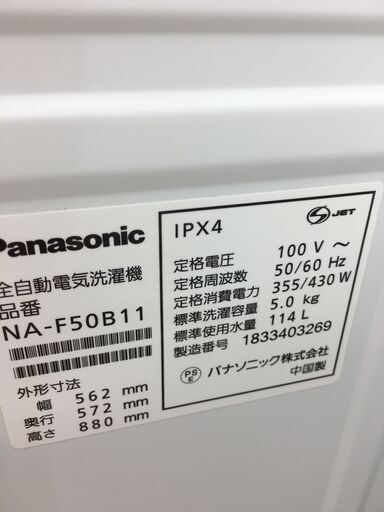 Panasonic
全自動電気洗濯機
品番
NA-F50B11
外形寸法
幅 562 mm
奥行 572 mm
高さ 880 mm
IPX4
S JET
定格電圧 100 V ～
定格周波数 50/60 Hz
定格消費電力 355/430 W
標準洗濯容量 5.0 kg
標準使用水量 114 L
製造番号 1833403269
PSE パナソニック株式会社
中国製